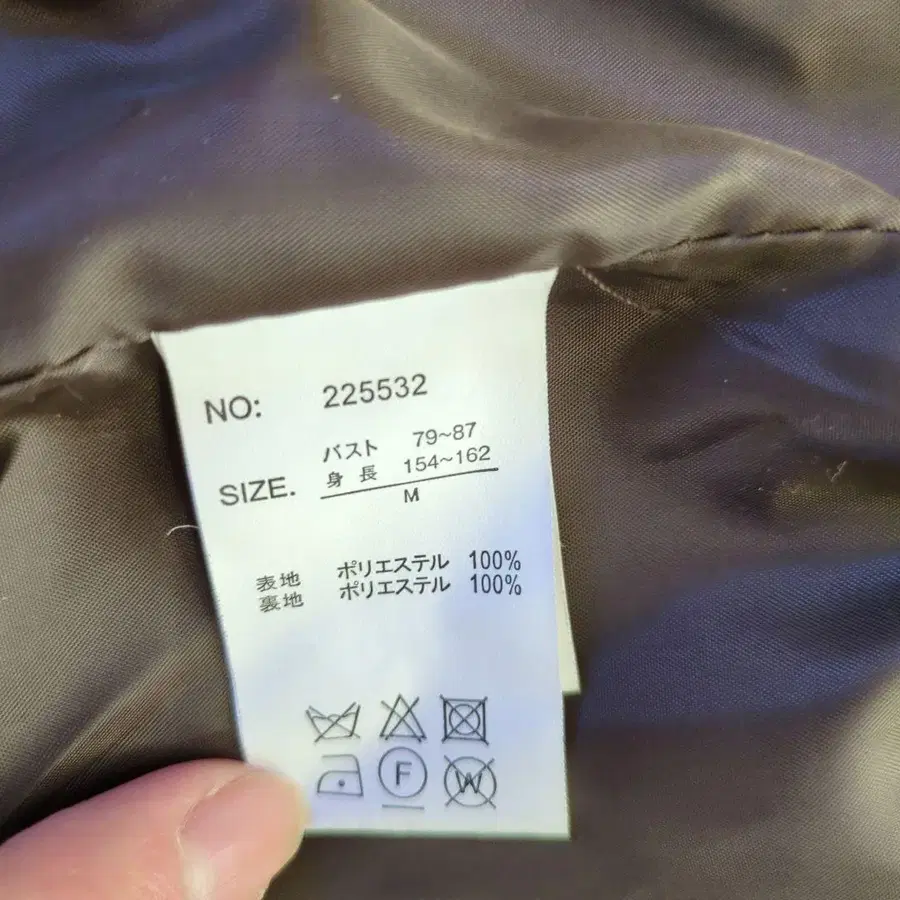 NO: 225532
バスト 79~87
身長 154~162
SIZE.
M
表地 ポリエステル 100%
裏地 ポリエステル 100%
F W